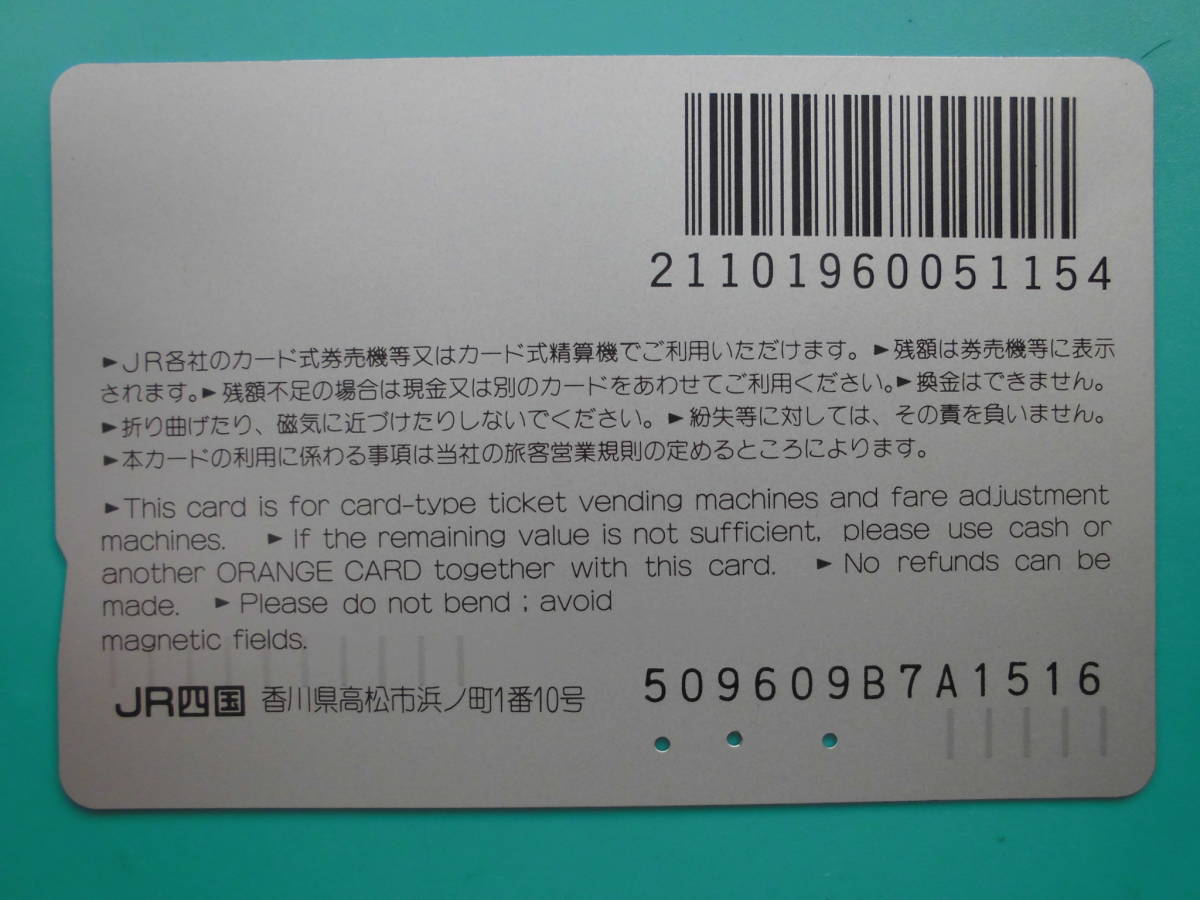 21101960051154
►JR各社のカード式券売機等又はカード式精算機でご利用いただけます。►残額は券売機等に表示
されます。►残額不足の場合は現金又は別のカードをあわせてご利用ください。►換金はできません。
►折り曲げたり、磁気に近づけたりしないでください。►紛失等に対しては、その責を負いません。
►本カードの利用に係わる事項は当社の旅客営業規則の定めるところによります。
►This card is for card-type ticket vending machines and fare adjustment
machines. ►If the remaining value is not sufficient, please use cash or
another ORANGE CARD together with this card. ►No refunds can be
made. ►Please do not bend ; avoid
magnetic fields.
JR四国 香川県高松市浜ノ町1番10号
509609B7A1516